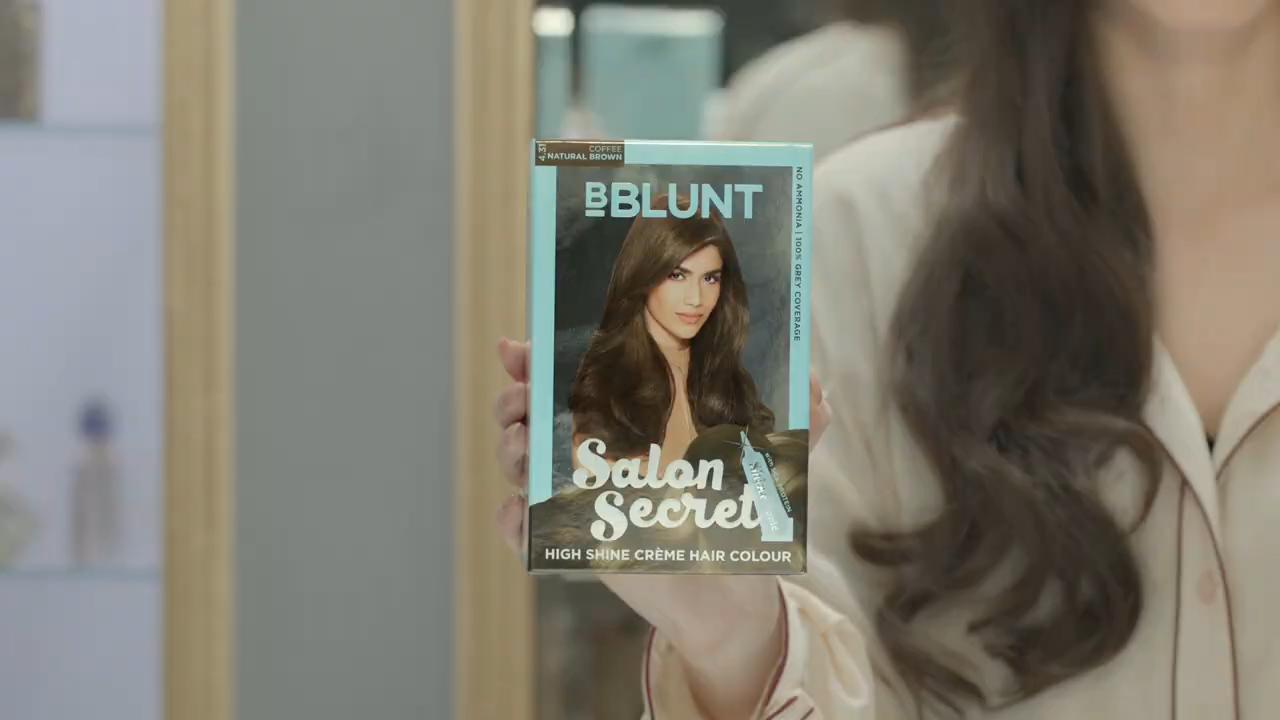 4.31
COFFEE
NATURAL BROWN
BBLUNT
NO AMMONIA | 100% GREY COVERAGE
Salon
Secret
HIGH SHINE CRÈME HAIR COLOUR